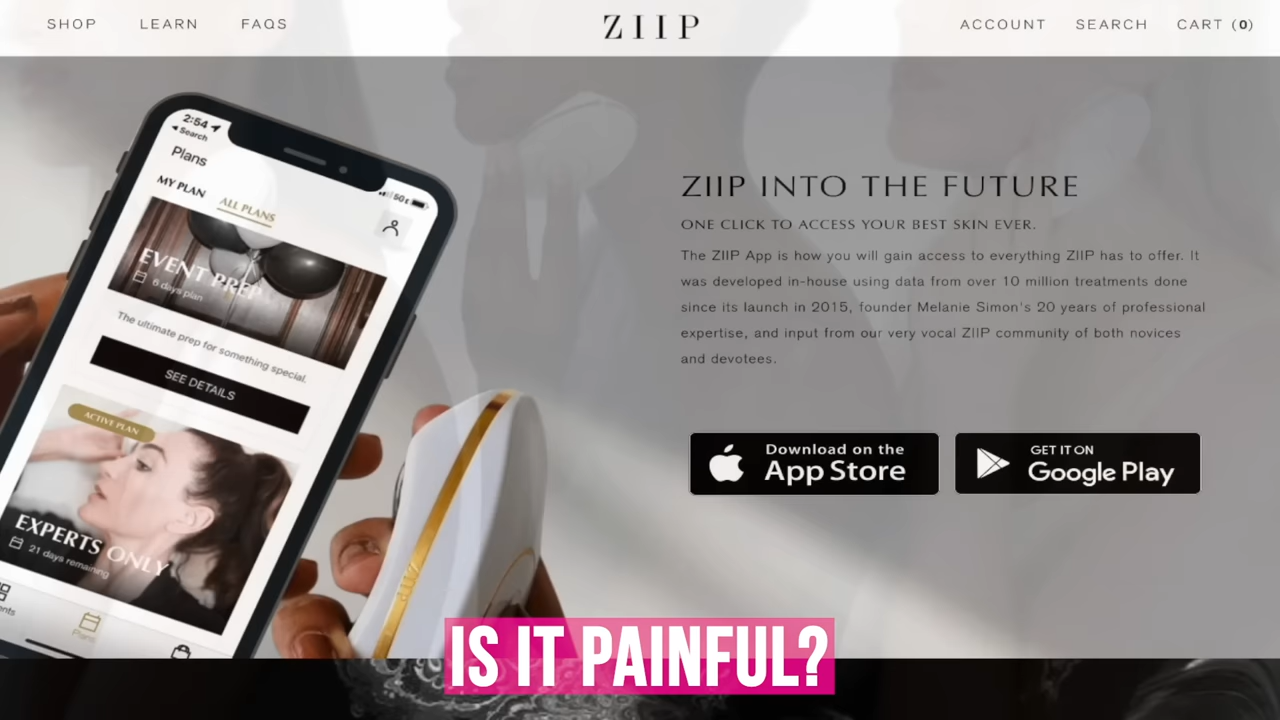 SHOP LEARN FAQS ZIIP ACCOUNT SEARCH CART (0)
2:54
Search
5G
Plans
MY PLAN ALL PLANS
EVENT PREP
6 days plan
The ultimate prep for something special.
SEE DETAILS
ACTIVE PLAN
EXPERTS ONLY
21 days remaining
Plans
ZIIP
ZIIP INTO THE FUTURE
ONE CLICK TO ACCESS YOUR BEST SKIN EVER.
The ZIIP App is how you will gain access to everything ZIIP has to offer. It
was developed in-house using data from over 10 million treatments done
since its launch in 2015, founder Melanie Simon's 20 years of professional
expertise, and input from our very vocal ZIIP community of both novices
and devotees.
Download on the
App Store
GET IT ON
Google Play
IS IT PAINFUL?